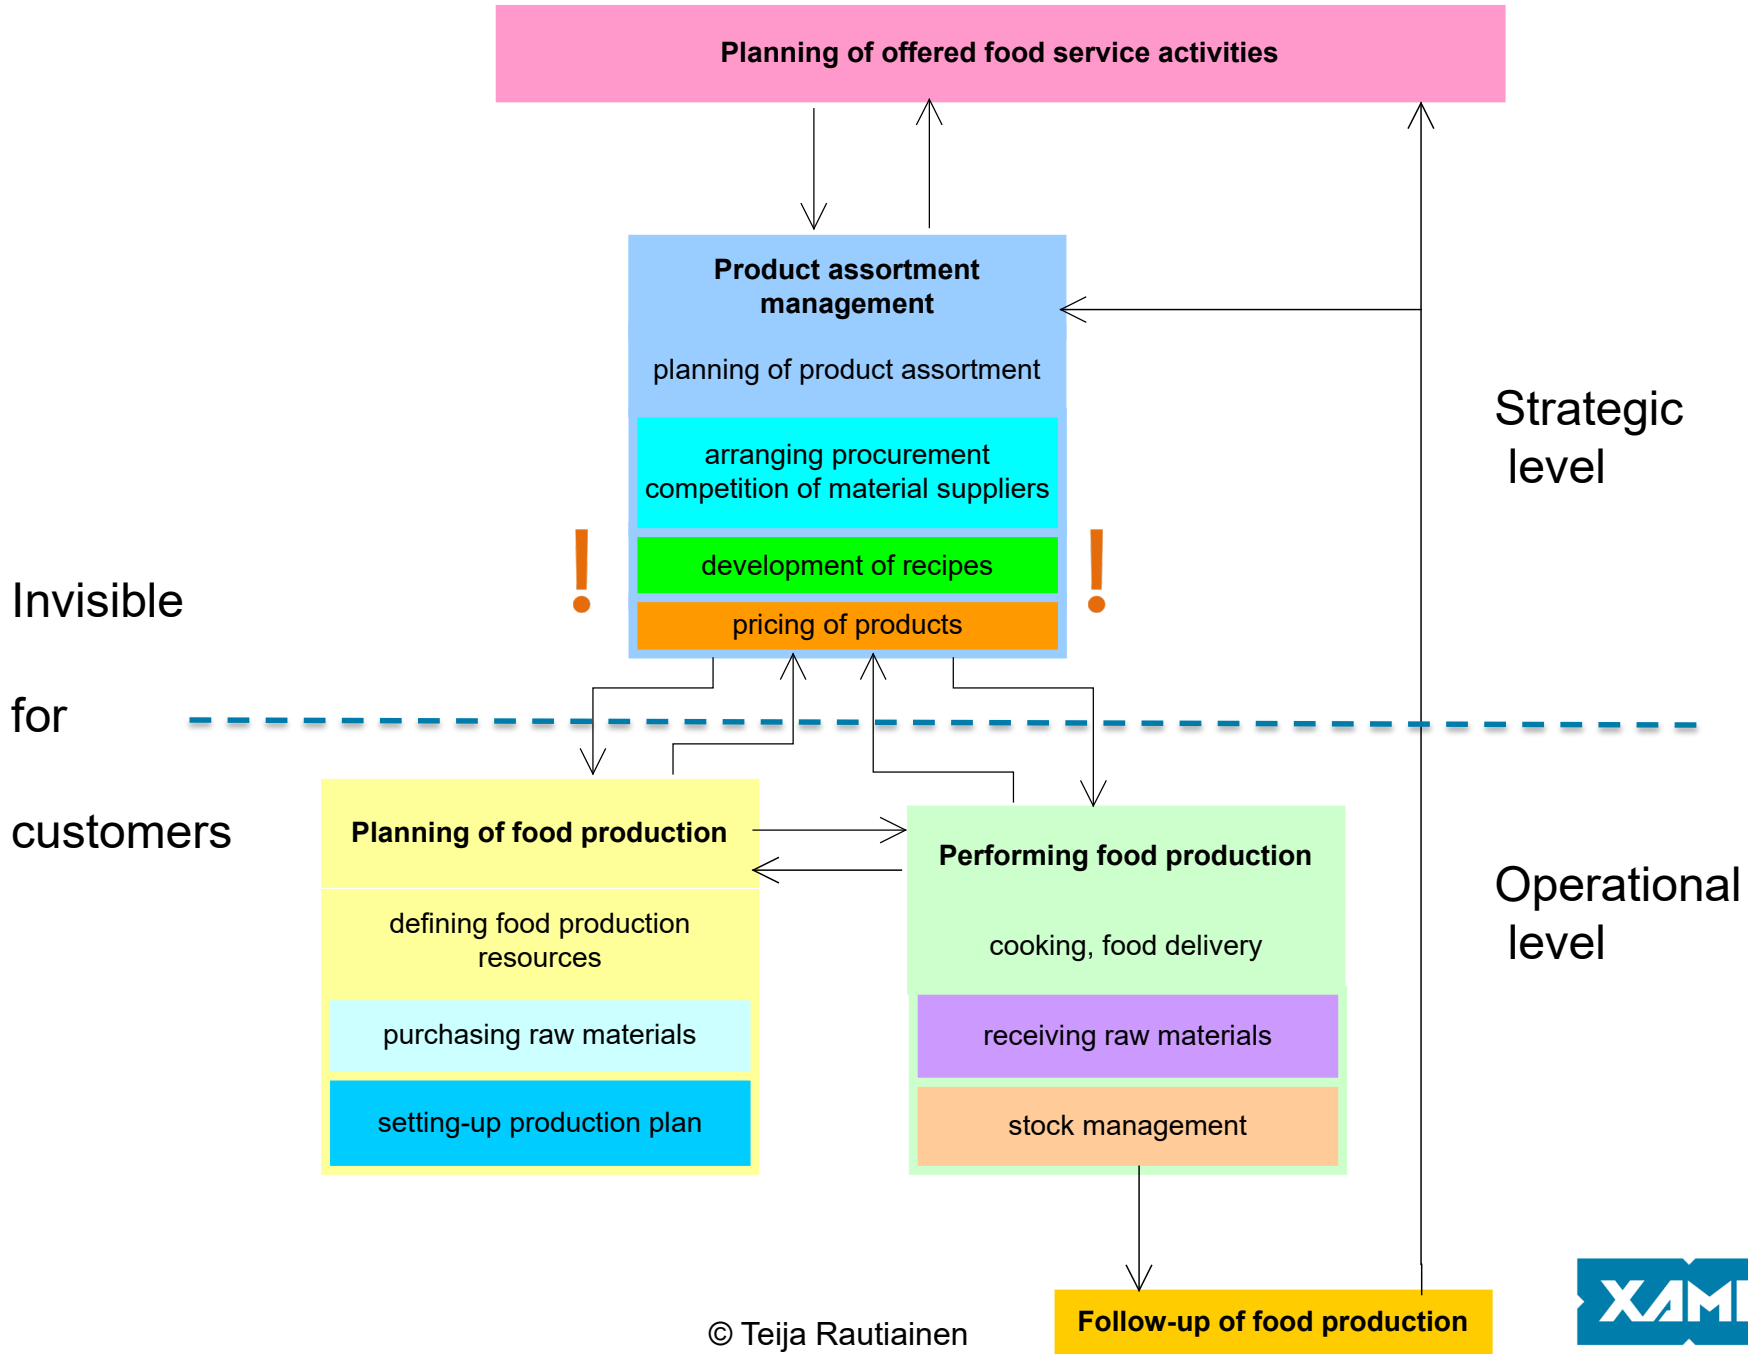 Planning of offered food service activities
Product assortment
management
planning of product assortment
arranging procurement
competition of material suppliers
development of recipes
pricing of products
!
!
Strategic
level
Invisible
for
customers
Planning of food production
defining food production
resources
purchasing raw materials
setting-up production plan
Performing food production
cooking, food delivery
receiving raw materials
stock management
Operational
level
Follow-up of food production
© Teija Rautiainen